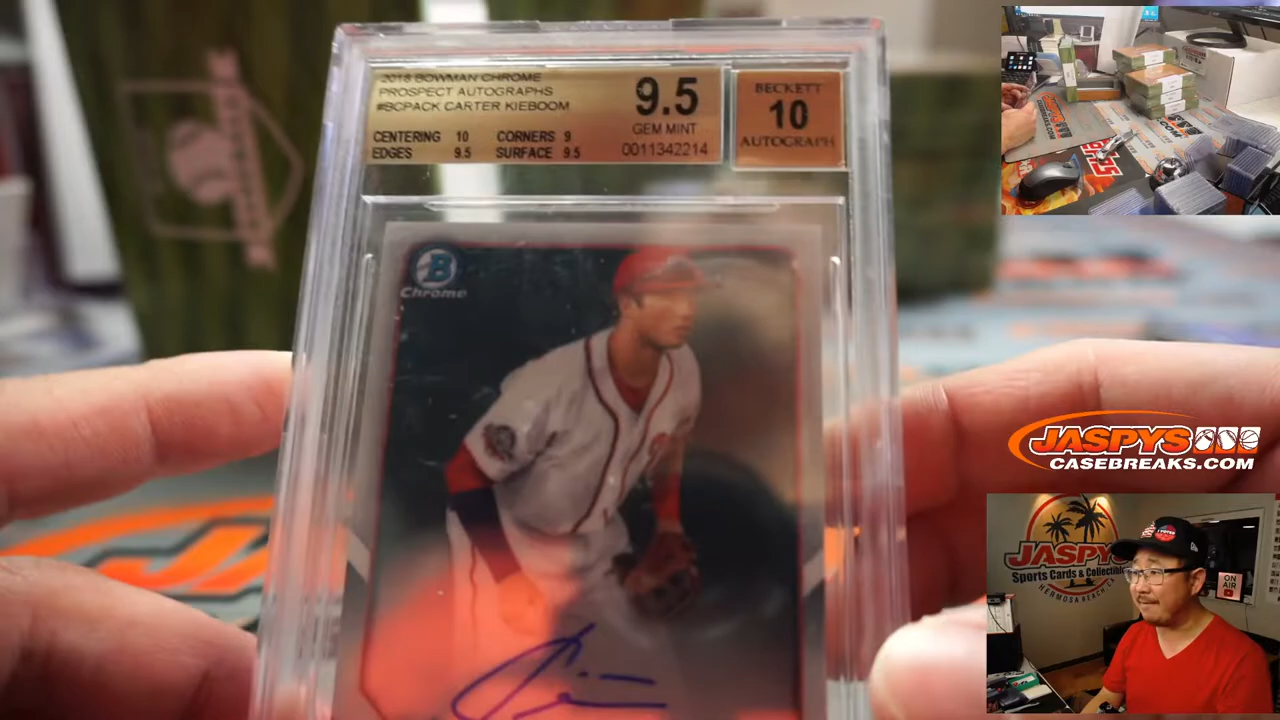 2018 BOWMAN CHROME
PROSPECT AUTOGRAPHS
#BCPACK CARTER KIEBOOM
CENTERING 10 CORNERS 9
EDGES 9.5 SURFACE 9.5
9.5
GEM MINT
0011342214
BECKETT
10
AUTOGRAPH
B
Chrome
JASPYS
CASEBREAKS.COM
JASPYS
Sports Cards & Collectibles
HERMOSA BEACH, CA
ON
AIR